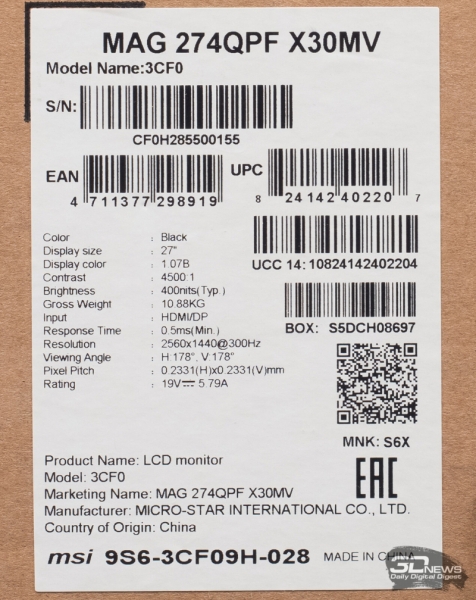 MAG 274QPF X30MV
Model Name:3CF0
S/N:
CF0H285500155
EAN
4 711377 298919
UPC
8 24142 40220 7
UCC 14: 10824142402204
BOX: S5DCH08697
Color : Black
Display size : 27"
Display color : 1.07B
Contrast : 4500:1
Brightness : 400nits(Typ.)
Gross Weight : 10.88KG
Input : HDMI/DP
Response Time : 0.5ms(Min.)
Resolution : 2560x1440@300Hz
Viewing Angle : H:178°, V:178°
Pixel Pitch : 0.2331(H)x0.2331(V)mm
Rating : 19V⎓ 5.79A
MNK: S6X
EAC
Product Name: LCD monitor
Model: 3CF0
Marketing Name: MAG 274QPF X30MV
Manufacturer: MICRO-STAR INTERNATIONAL CO., LTD.
Country of Origin: China
msi 9S6-3CF09H-028 MADE IN CHINA
3DNEWS
Daily Digital Digest